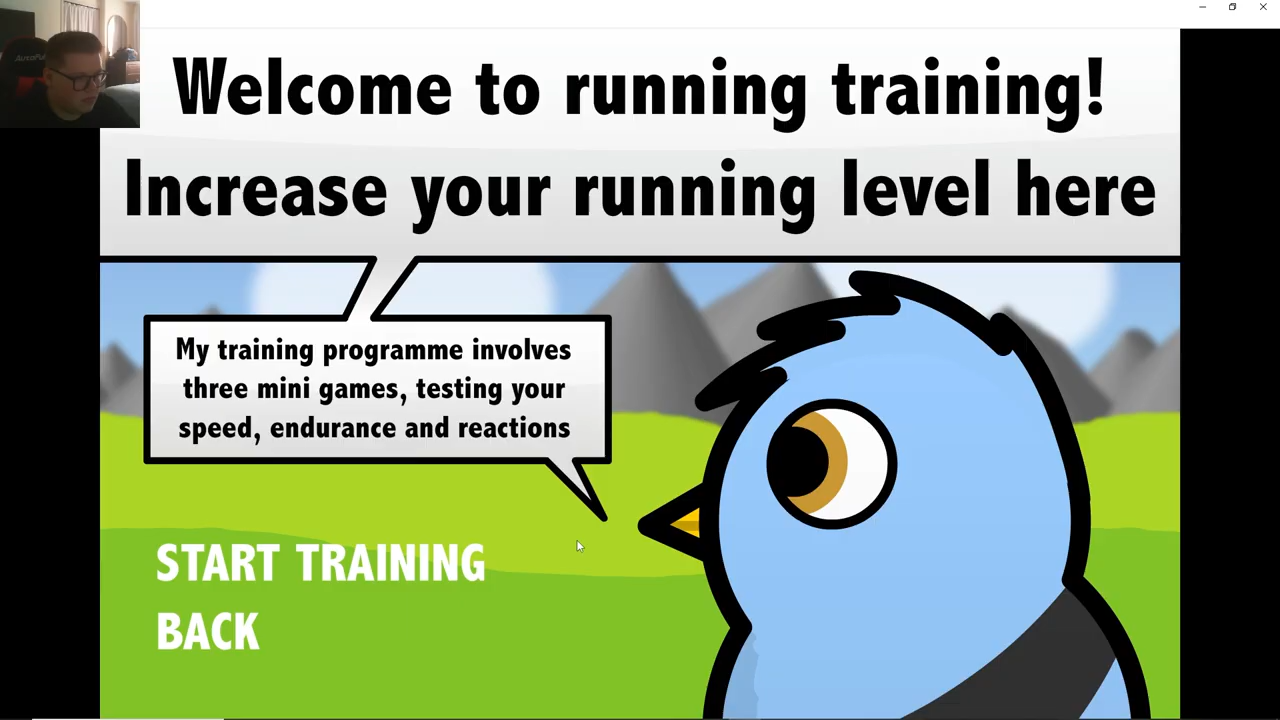 Welcome to running training!
Increase your running level here
My training programme involves
three mini games, testing your
speed, endurance and reactions
START TRAINING
BACK